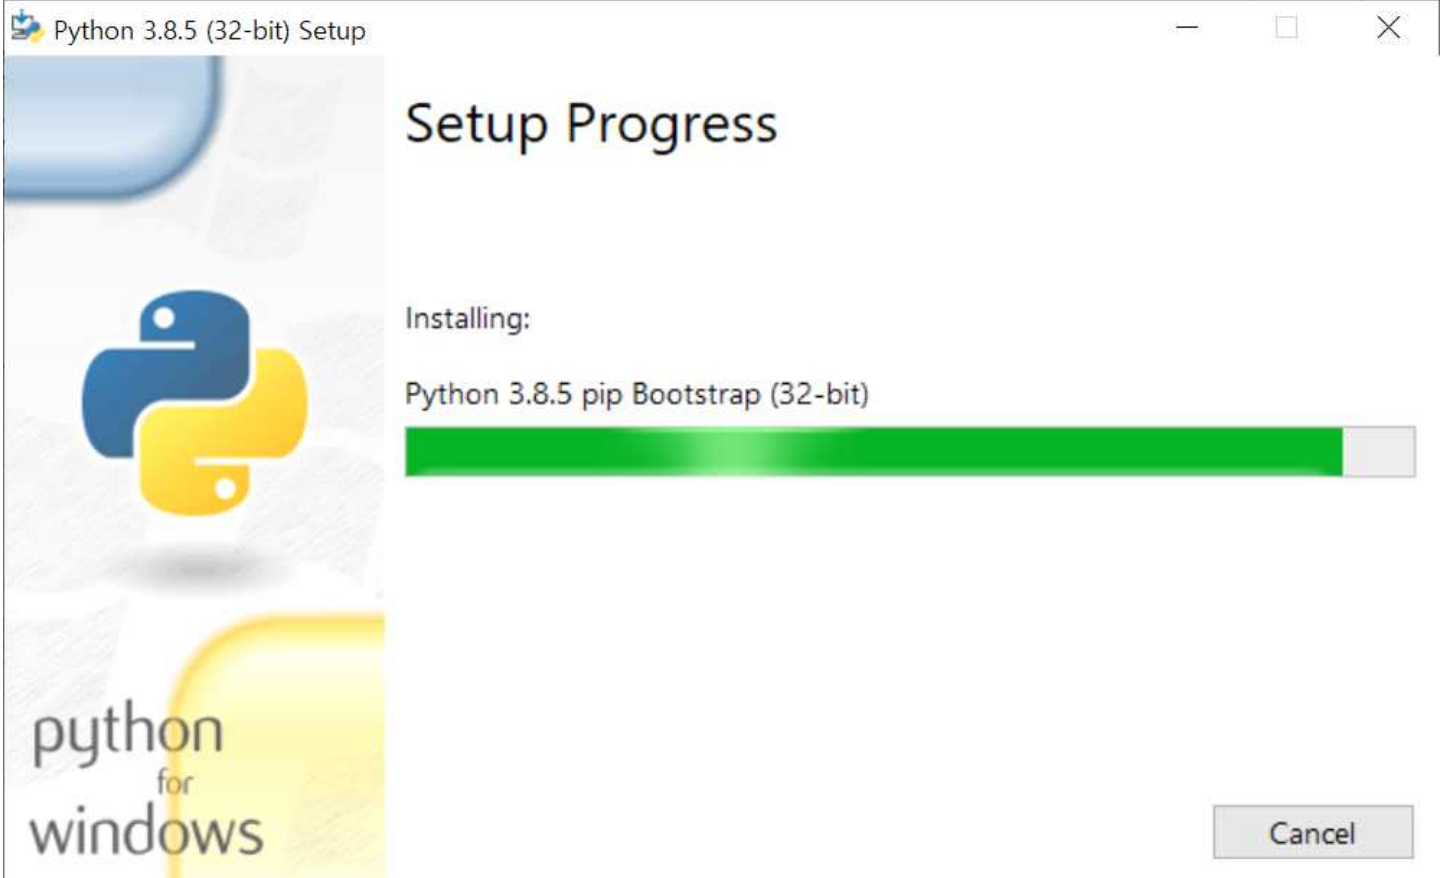 Python 3.8.5 (32-bit) Setup
Setup Progress
Installing:
Python 3.8.5 pip Bootstrap (32-bit)
python
for
windows
Cancel